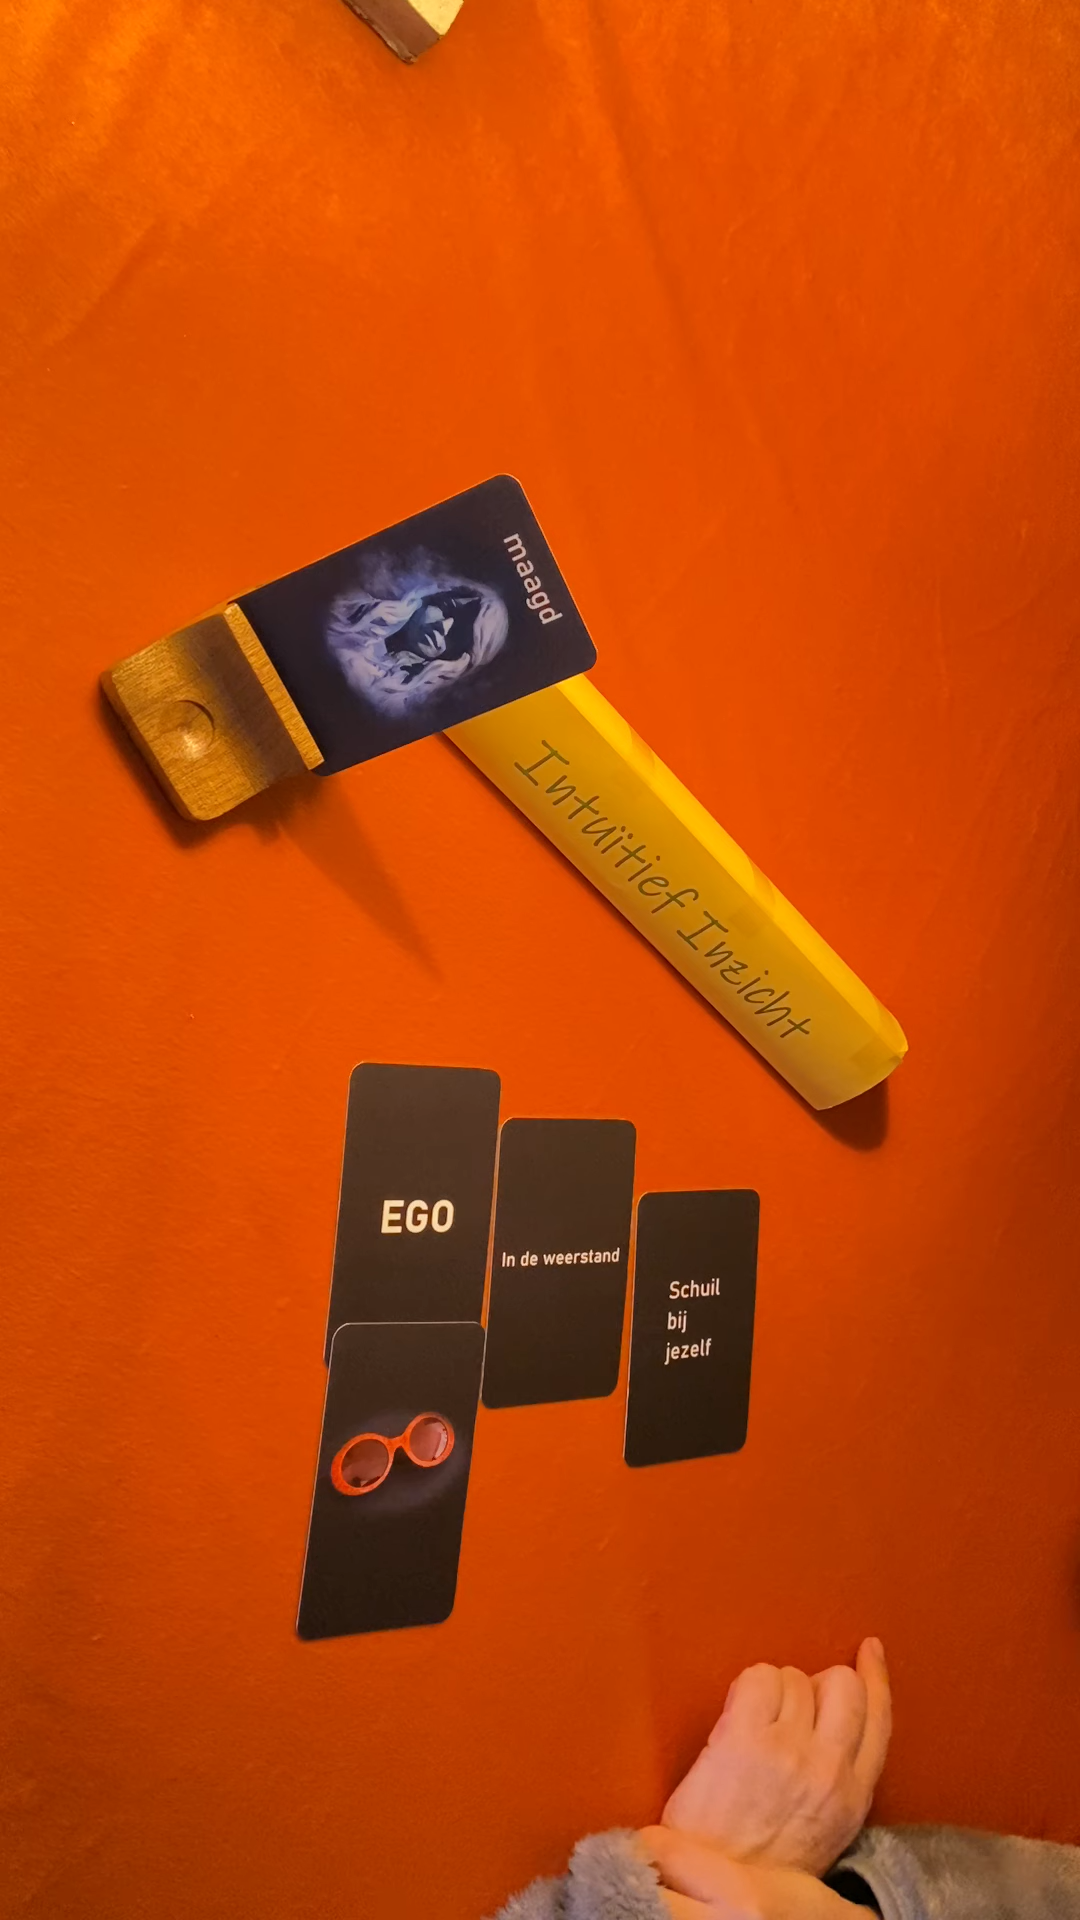 maagd
Intuïtief Inzicht
EGO
In de weerstand
Schuil
bij
jezelf